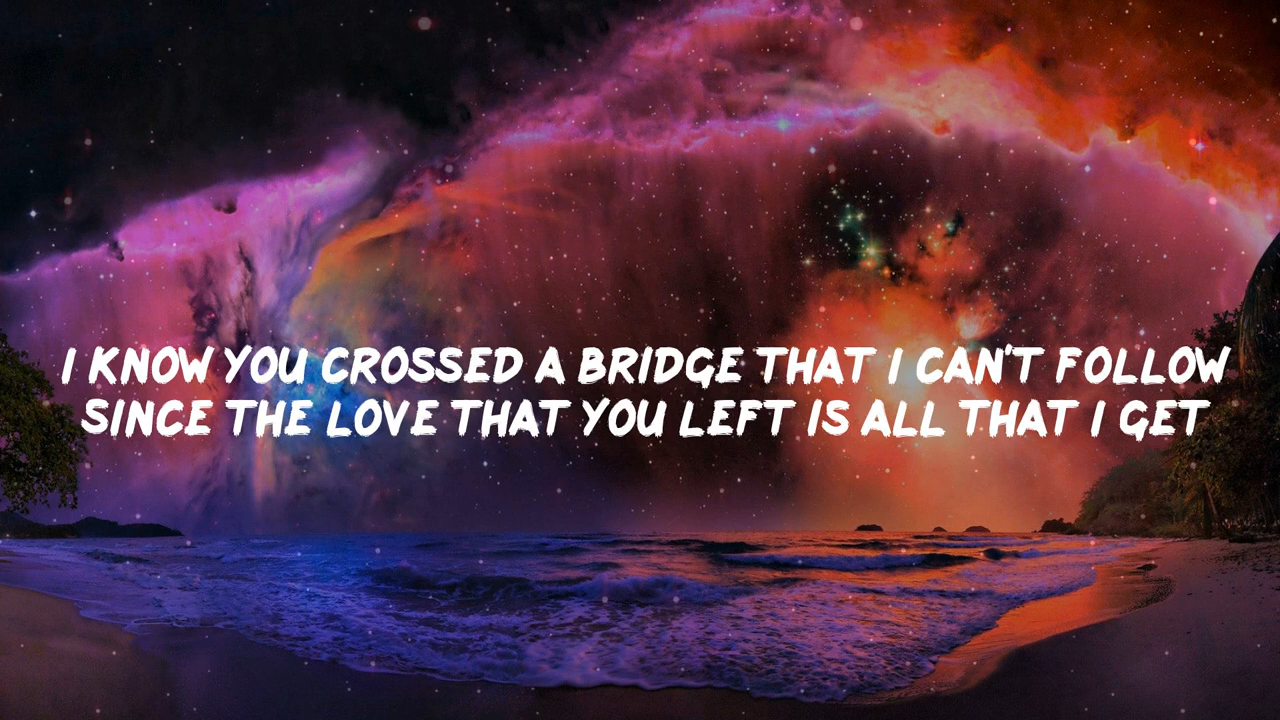 I KNOW YOU CROSSED A BRIDGE THAT I CAN'T FOLLOW
SINCE THE LOVE THAT YOU LEFT IS ALL THAT I GET